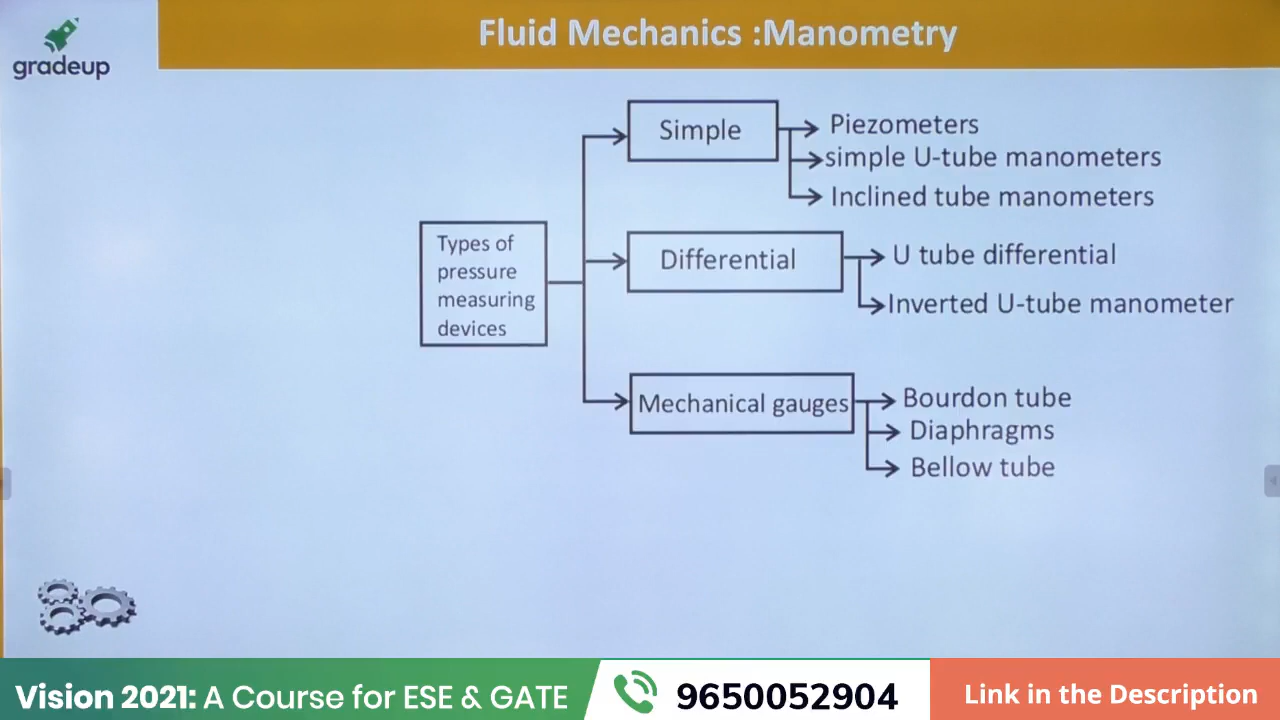 gradeup
Fluid Mechanics :Manometry
Types of
pressure
measuring
devices
Simple
Piezometers
simple U-tube manometers
Inclined tube manometers
Differential
U tube differential
Inverted U-tube manometer
Mechanical gauges
Bourdon tube
Diaphragms
Bellow tube
Vision 2021: A Course for ESE & GATE
9650052904
Link in the Description